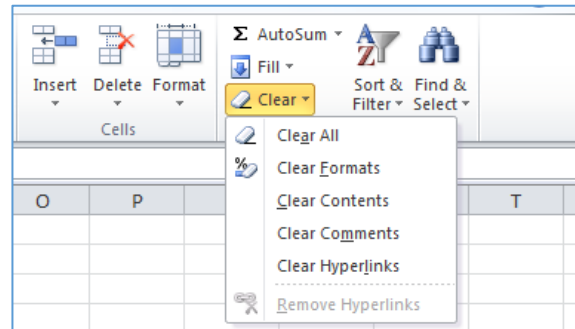 Σ AutoSum
Fill
Insert Delete Format
Clear
Sort & Find &
Filter Select
Cells
Clear All
Clear Formats
Clear Contents
Clear Comments
Clear Hyperlinks
Remove Hyperlinks
O P T